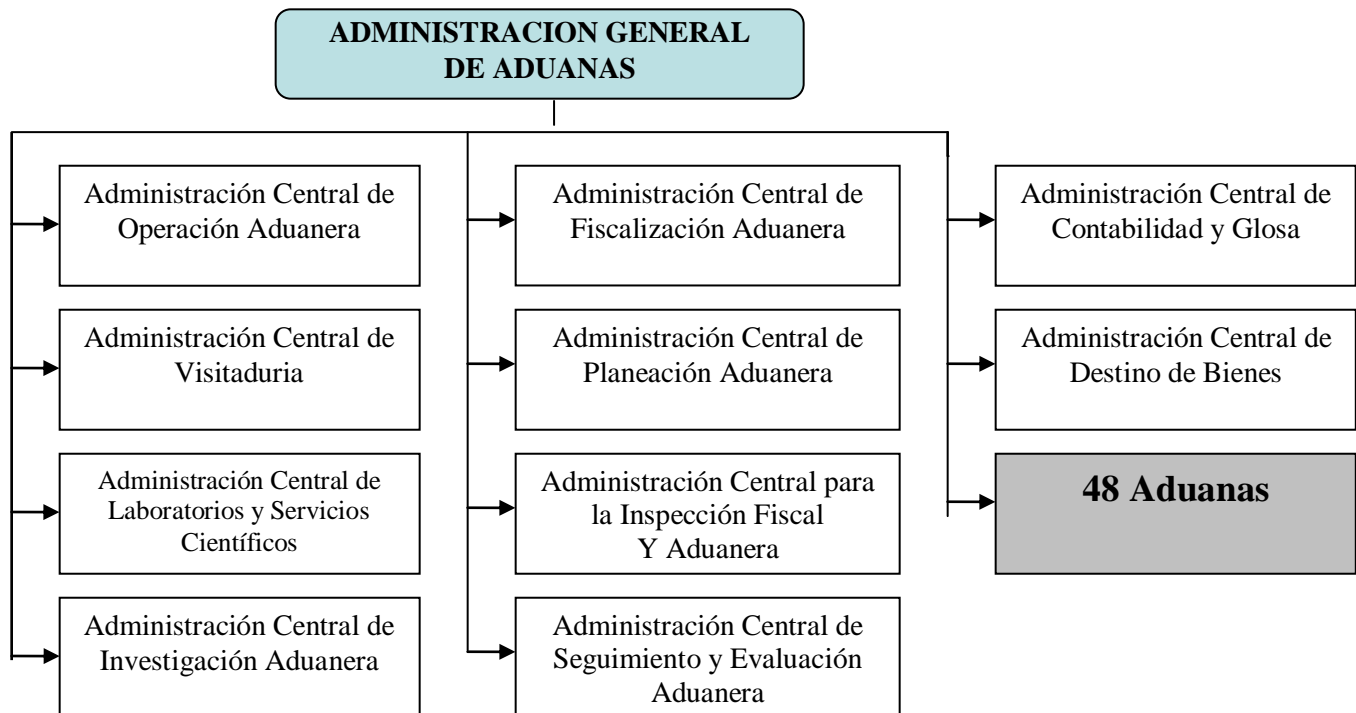 ADMINISTRACION GENERAL
DE ADUANAS
Administración Central de
Operación Aduanera
Administración Central de
Fiscalización Aduanera
Administración Central de
Contabilidad y Glosa
Administración Central de
Visitaduria
Administración Central de
Planeación Aduanera
Administración Central de
Destino de Bienes
Administración Central de
Laboratorios y Servicios
Científicos
Administración Central para
la Inspección Fiscal
Y Aduanera
48 Aduanas
Administración Central de
Investigación Aduanera
Administración Central de
Seguimiento y Evaluación
Aduanera